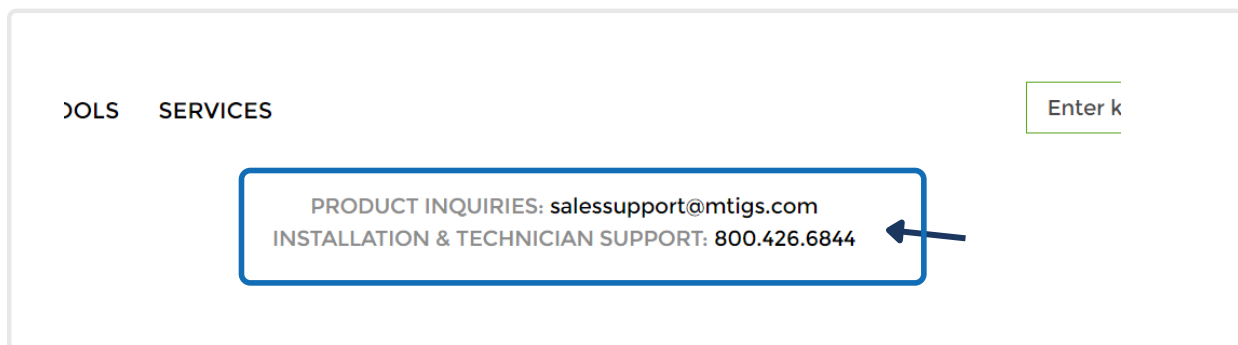 OOLS SERVICES
Enter k
PRODUCT INQUIRIES: salessupport@mtigs.com
INSTALLATION & TECHNICIAN SUPPORT: 800.426.6844